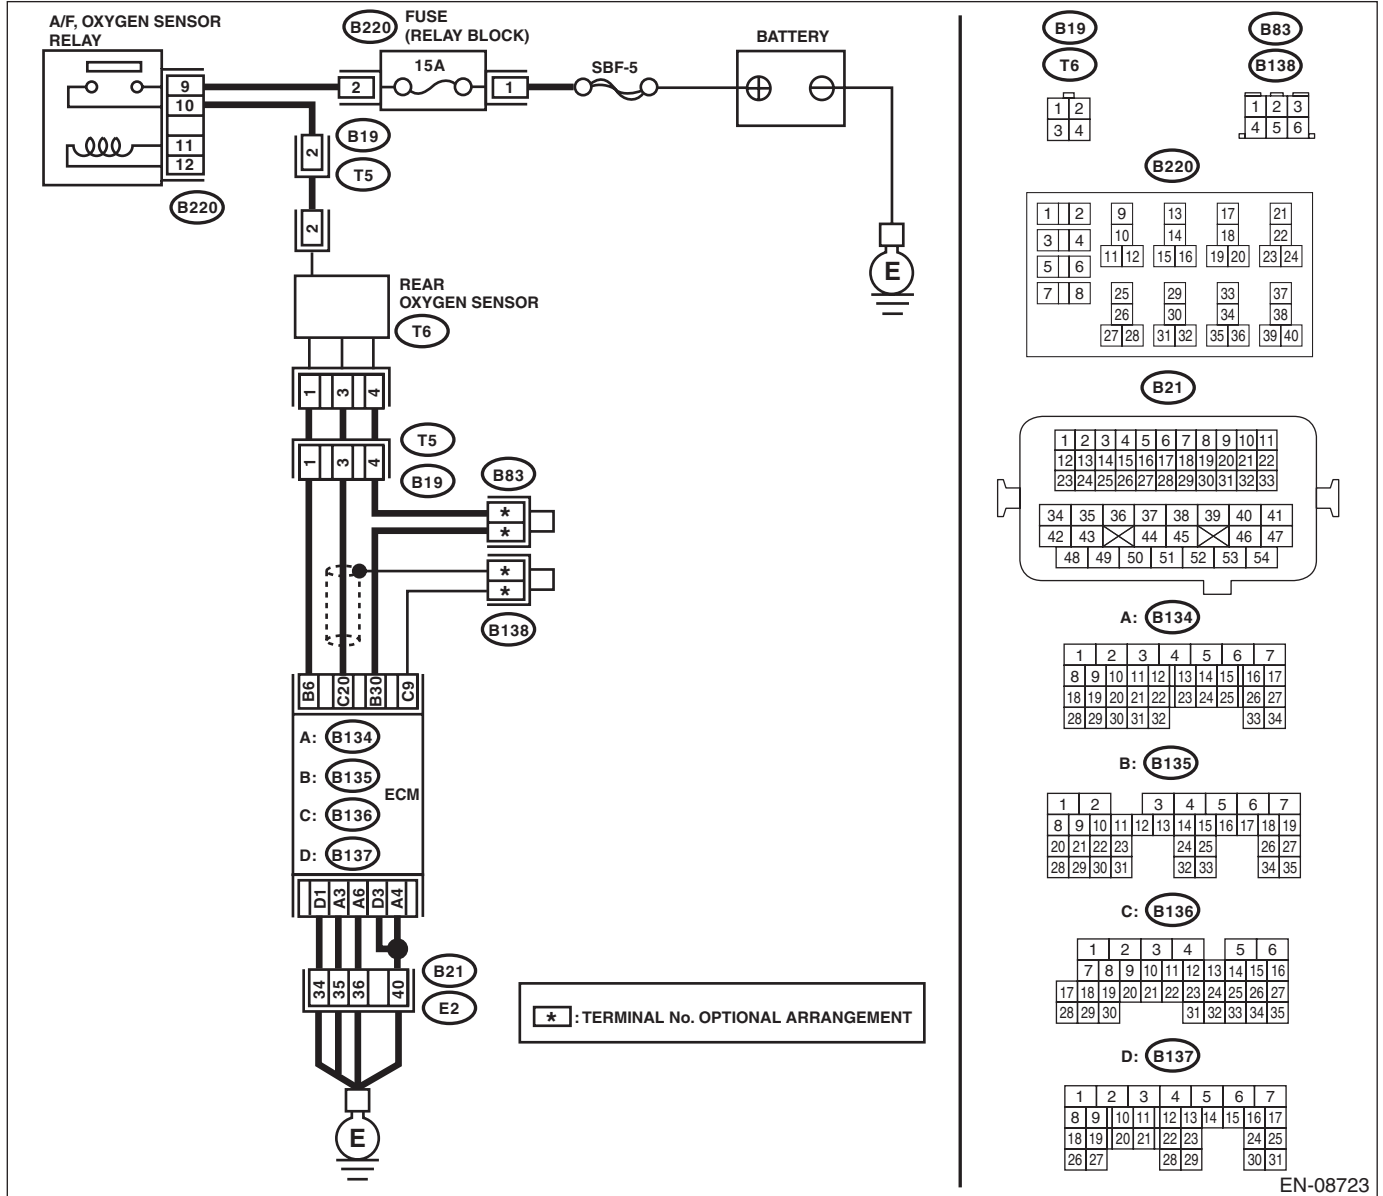 A/F, OXYGEN SENSOR
RELAY
9
10
11
12
B220
B220
FUSE
(RELAY BLOCK)
2
15A
1
SBF-5
BATTERY
E
2
B19
T5
2
REAR
OXYGEN SENSOR
T6
1 3 4
T5
1 3 4
B19
B83
*
*
*
*
B138
B6 C20 B30 C9
A: B134
B: B135
ECM
C: B136
D: B137
D1 A3 A6 D3 A4
B21
34 35 36 40
E2
E
* : TERMINAL No. OPTIONAL ARRANGEMENT
B19
T6
1 2
3 4
B83
B138
1 2 3
4 5 6
B220
1 2 9 13 17 21
3 4 10 14 18 22
11 12 15 16 19 20 23 24
5 6
7 8 25 29 33 37
26 30 34 38
27 28 31 32 35 36 39 40
B21
1 2 3 4 5 6 7 8 9 10 11
12 13 14 15 16 17 18 19 20 21 22
23 24 25 26 27 28 29 30 31 32 33
34 35 36 37 38 39 40 41
42 43 44 45 46 47
48 49 50 51 52 53 54
A: B134
1 2 3 4 5 6 7
8 9 10 11 12 13 14 15 16 17
18 19 20 21 22 23 24 25 26 27
28 29 30 31 32 33 34
B: B135
1 2 3 4 5 6 7
8 9 10 11 12 13 14 15 16 17 18 19
20 21 22 23 24 25 26 27
28 29 30 31 32 33 34 35
C: B136
1 2 3 4 5 6
7 8 9 10 11 12 13 14 15 16
17 18 19 20 21 22 23 24 25 26 27
28 29 30 31 32 33 34 35
D: B137
1 2 3 4 5 6 7
8 9 10 11 12 13 14 15 16 17
18 19 20 21 22 23 24 25
26 27 28 29 30 31
EN-08723